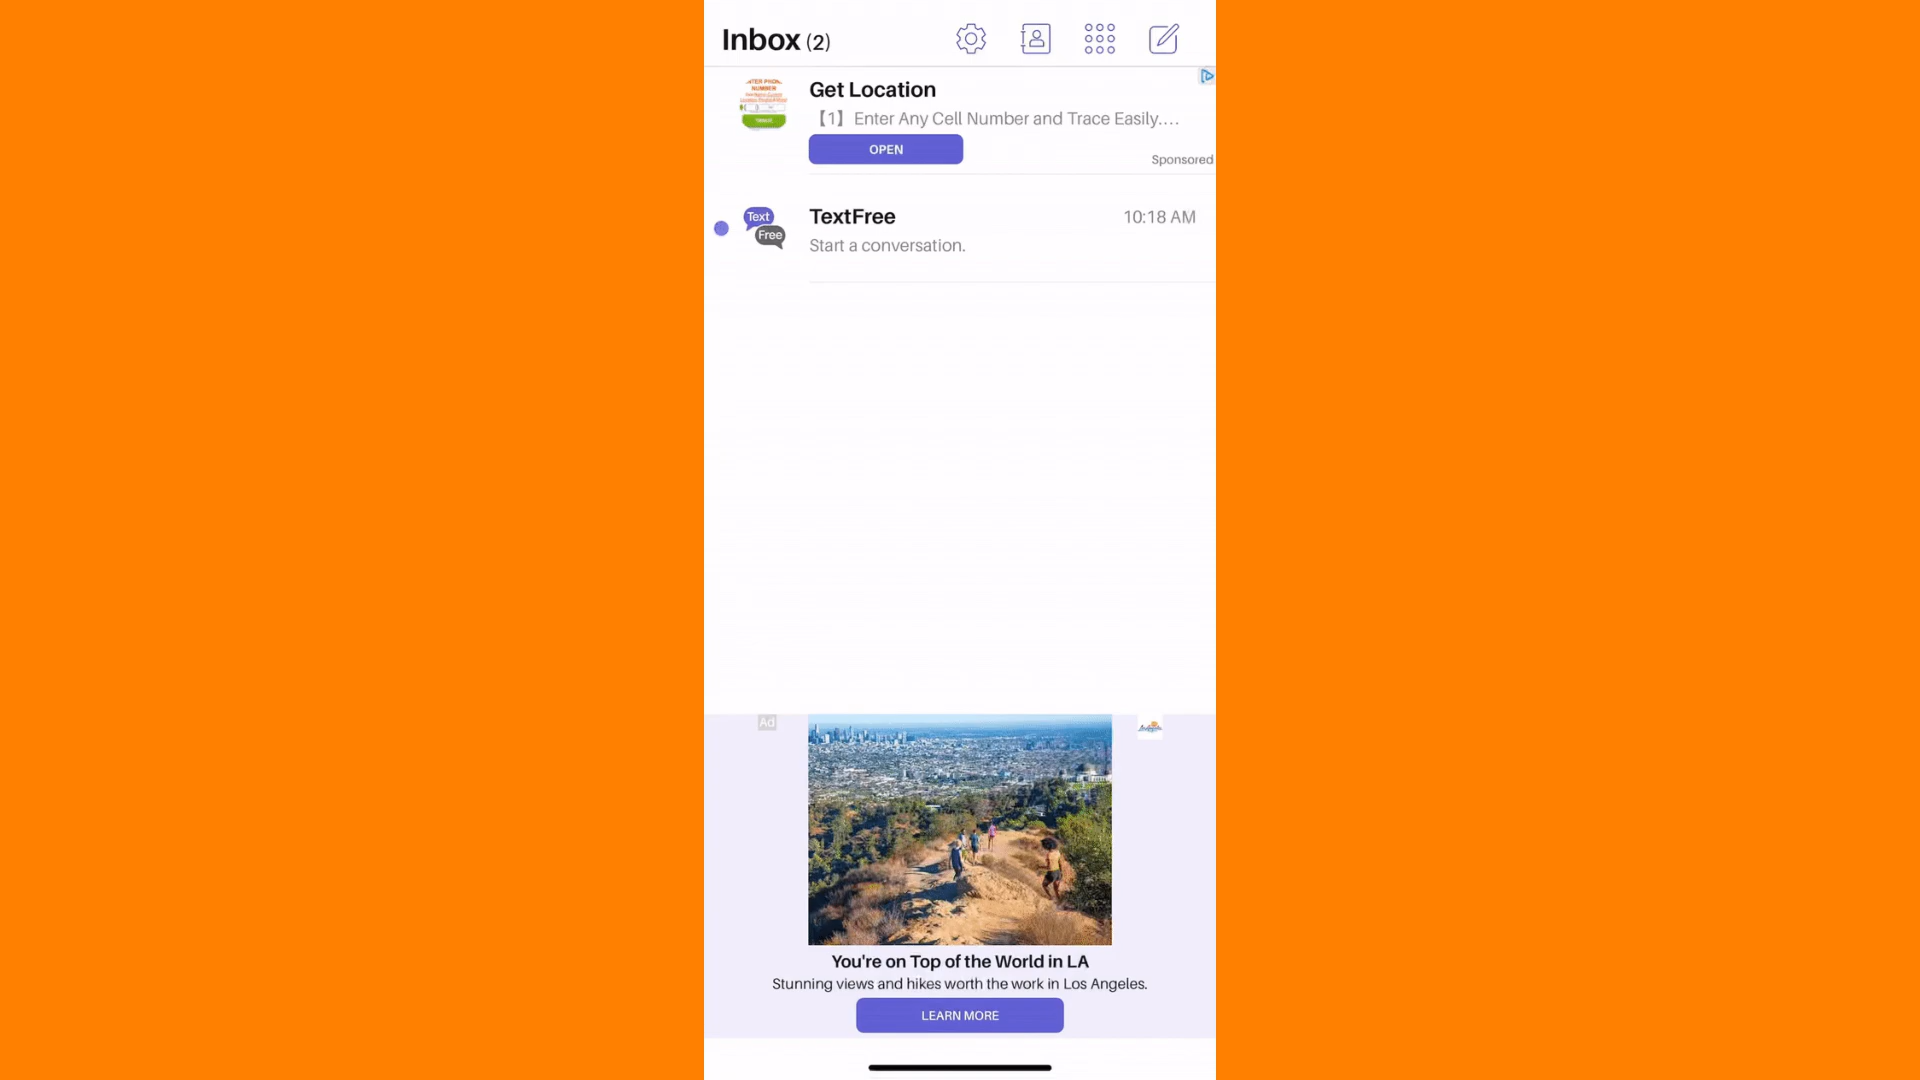 Inbox (2)
NUMBER
Get Location
【1】 Enter Any Cell Number and Trace Easily....
OPEN
Sponsored
Text
Free
TextFree
10:18 AM
Start a conversation.
Ad
You're on Top of the World in LA
Stunning views and hikes worth the work in Los Angeles.
LEARN MORE